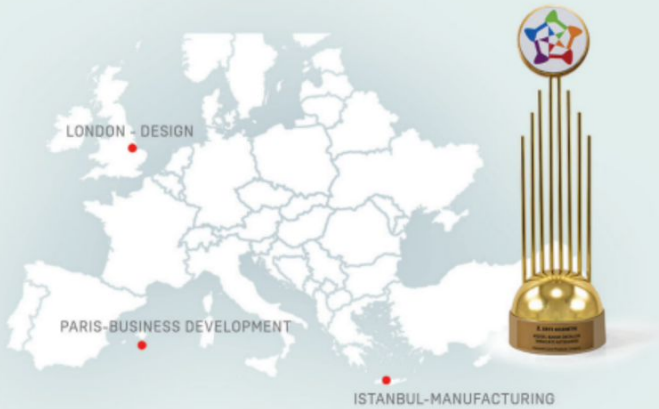 LONDON - DESIGN
PARIS-BUSINESS DEVELOPMENT
ISTANBUL-MANUFACTURING